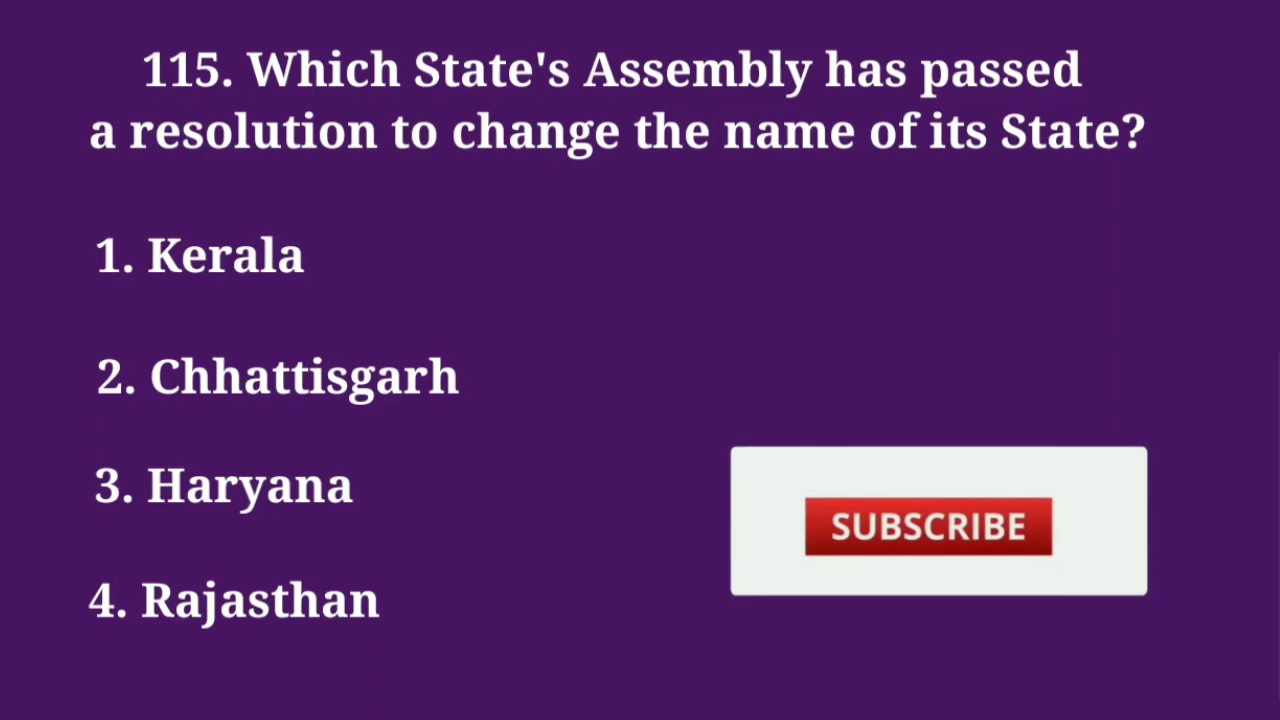 115. Which State's Assembly has passed
a resolution to change the name of its State?
1. Kerala
2. Chhattisgarh
3. Haryana
SUBSCRIBE
4. Rajasthan